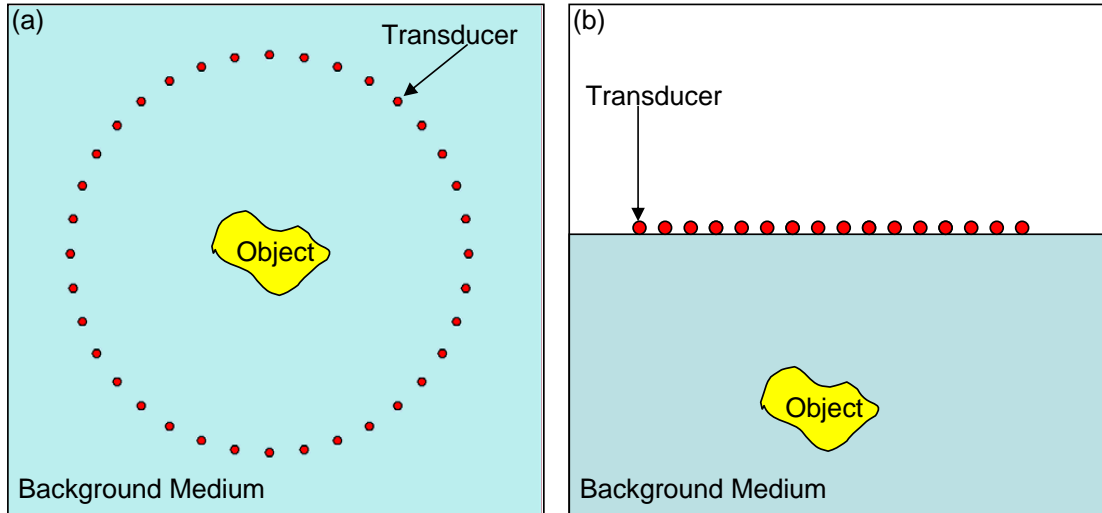 (a)
Transducer
Object
Background Medium
(b)
Transducer
Object
Background Medium